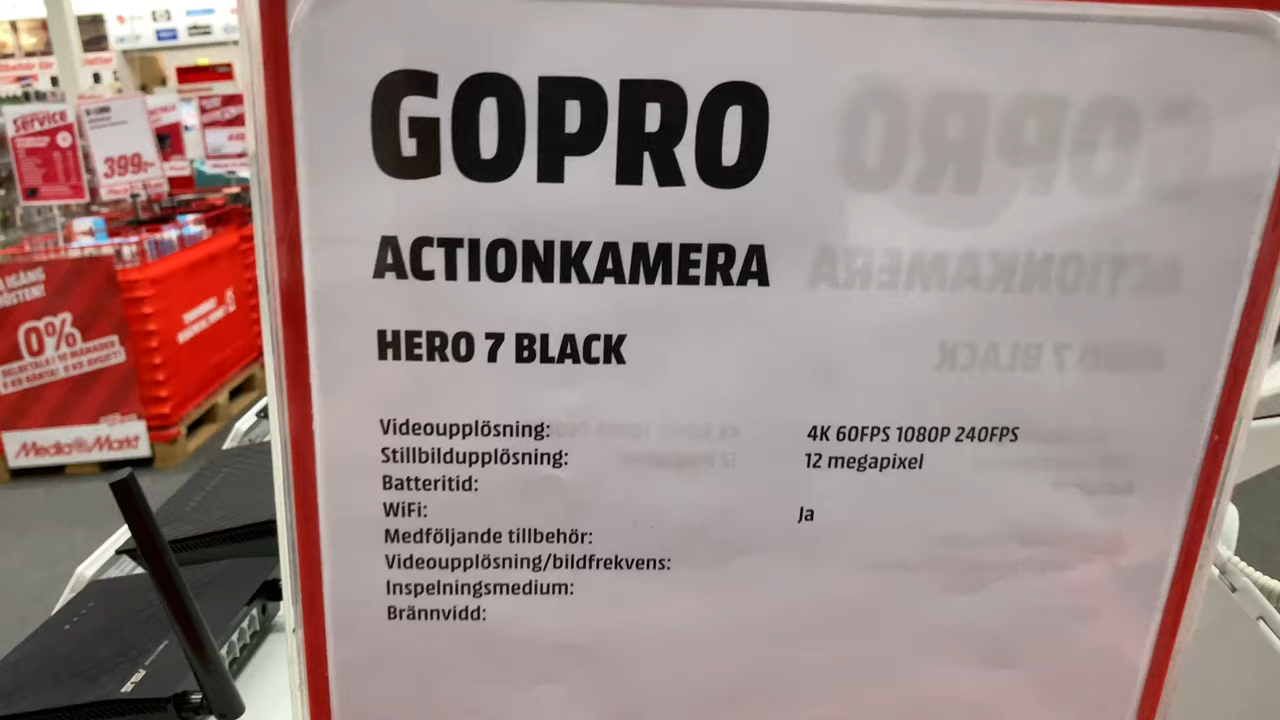 GOPRO
ACTIONKAMERA
HERO 7 BLACK
Videoupplösning: 4K 60FPS 1080P 240FPS
Stillbildupplösning: 12 megapixel
Batteritid:
WiFi: Ja
Medföljande tillbehör:
Videoupplösning/bildfrekvens:
Inspelningsmedium:
Brännvidd:
service
399:-
0%
MediaMarkt
ASUS